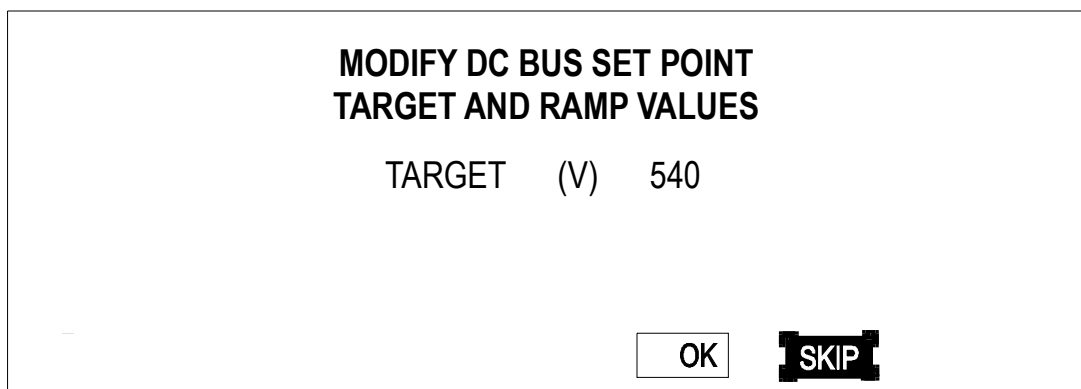 MODIFY DC BUS SET POINT
TARGET AND RAMP VALUES
TARGET (V) 540
OK SKIP